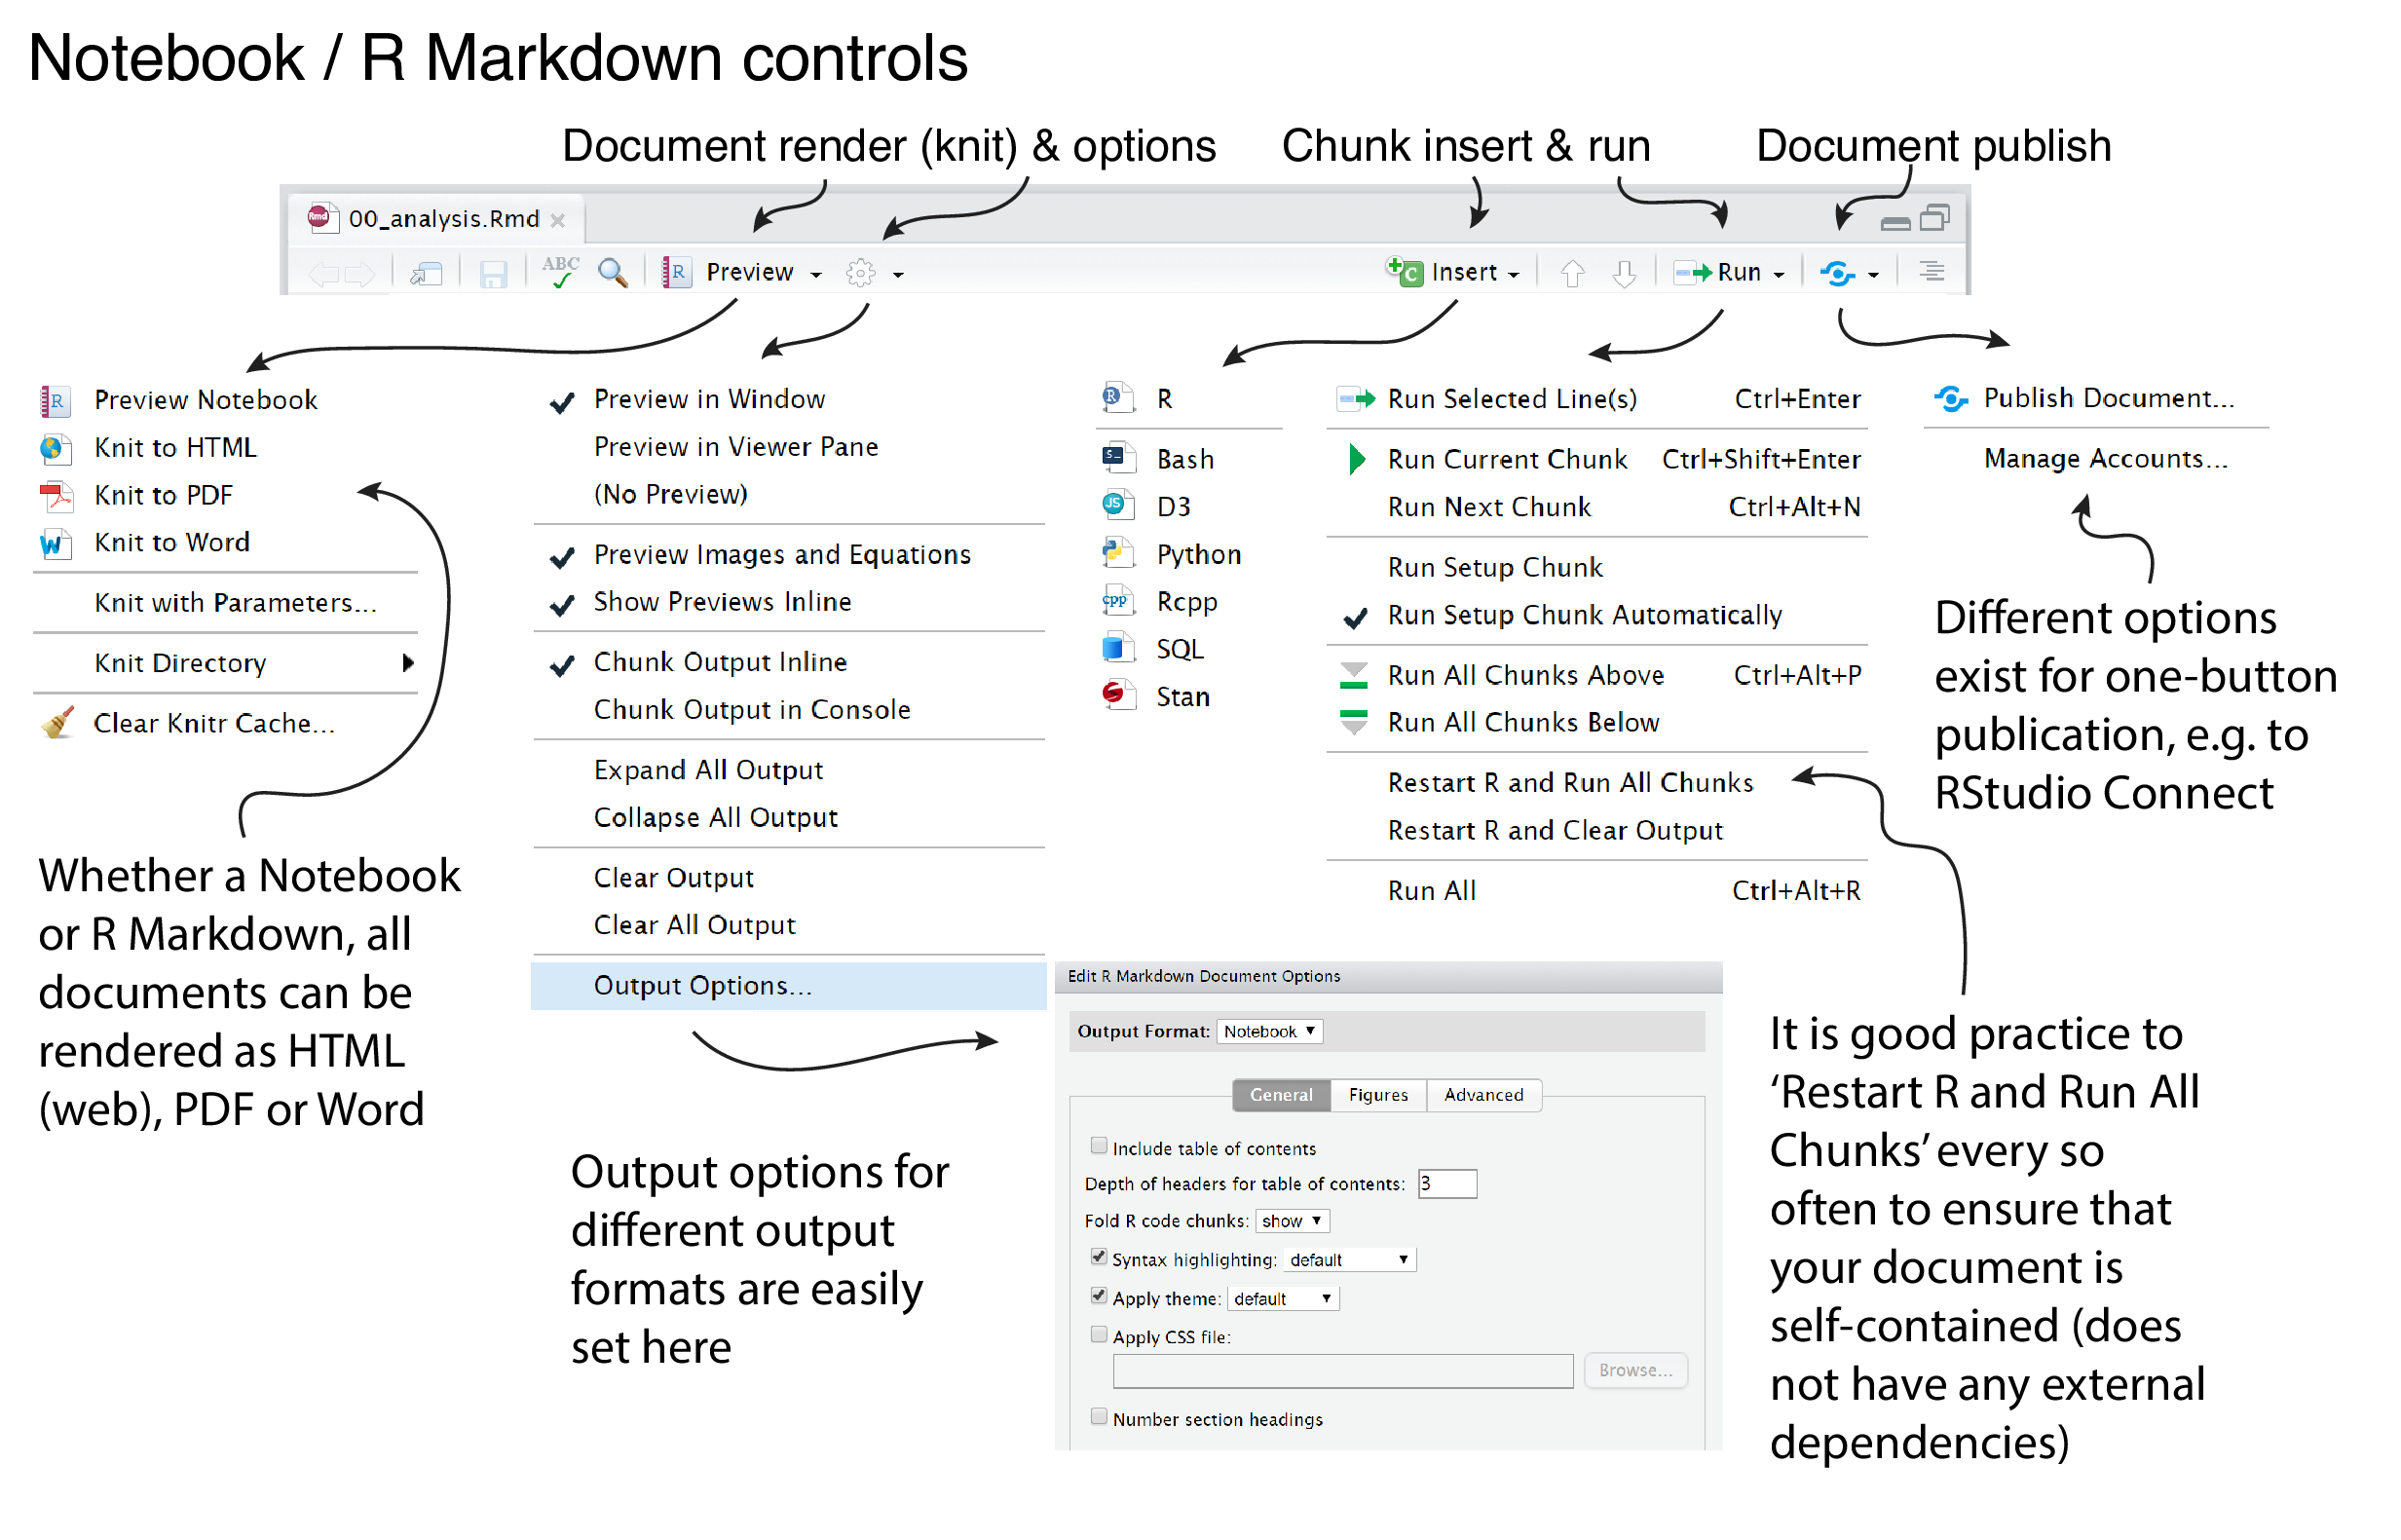 Notebook / R Markdown controls
Document render (knit) & options
Chunk insert & run
Document publish
Rmd
00_analysis.Rmd
ABC
R
Preview
C
Insert
Run
R
Preview Notebook
Knit to HTML
Knit to PDF
W
Knit to Word
Knit with Parameters...
Knit Directory
Clear Knitr Cache...
Whether a Notebook
or R Markdown, all
documents can be
rendered as HTML
(web), PDF or Word
Preview in Window
Preview in Viewer Pane
(No Preview)
Preview Images and Equations
Show Previews Inline
Chunk Output Inline
Chunk Output in Console
Expand All Output
Collapse All Output
Clear Output
Clear All Output
Output Options...
Output options for
different output
formats are easily
set here
R
R
S_
Bash
JS
D3
Python
cpp
Rcpp
SQL
Stan
Run Selected Line(s) Ctrl+Enter
Run Current Chunk Ctrl+Shift+Enter
Run Next Chunk Ctrl+Alt+N
Run Setup Chunk
Run Setup Chunk Automatically
Run All Chunks Above Ctrl+Alt+P
Run All Chunks Below
Restart R and Run All Chunks
Restart R and Clear Output
Run All Ctrl+Alt+R
Publish Document...
Manage Accounts...
Different options
exist for one-button
publication, e.g. to
RStudio Connect
Edit R Markdown Document Options
Output Format: Notebook
General Figures Advanced
Include table of contents
Depth of headers for table of contents: 3
Fold R code chunks: show
Syntax highlighting: default
Apply theme: default
Apply CSS file:
Browse...
Number section headings
It is good practice to
‘Restart R and Run All
Chunks’ every so
often to ensure that
your document is
self-contained (does
not have any external
dependencies)